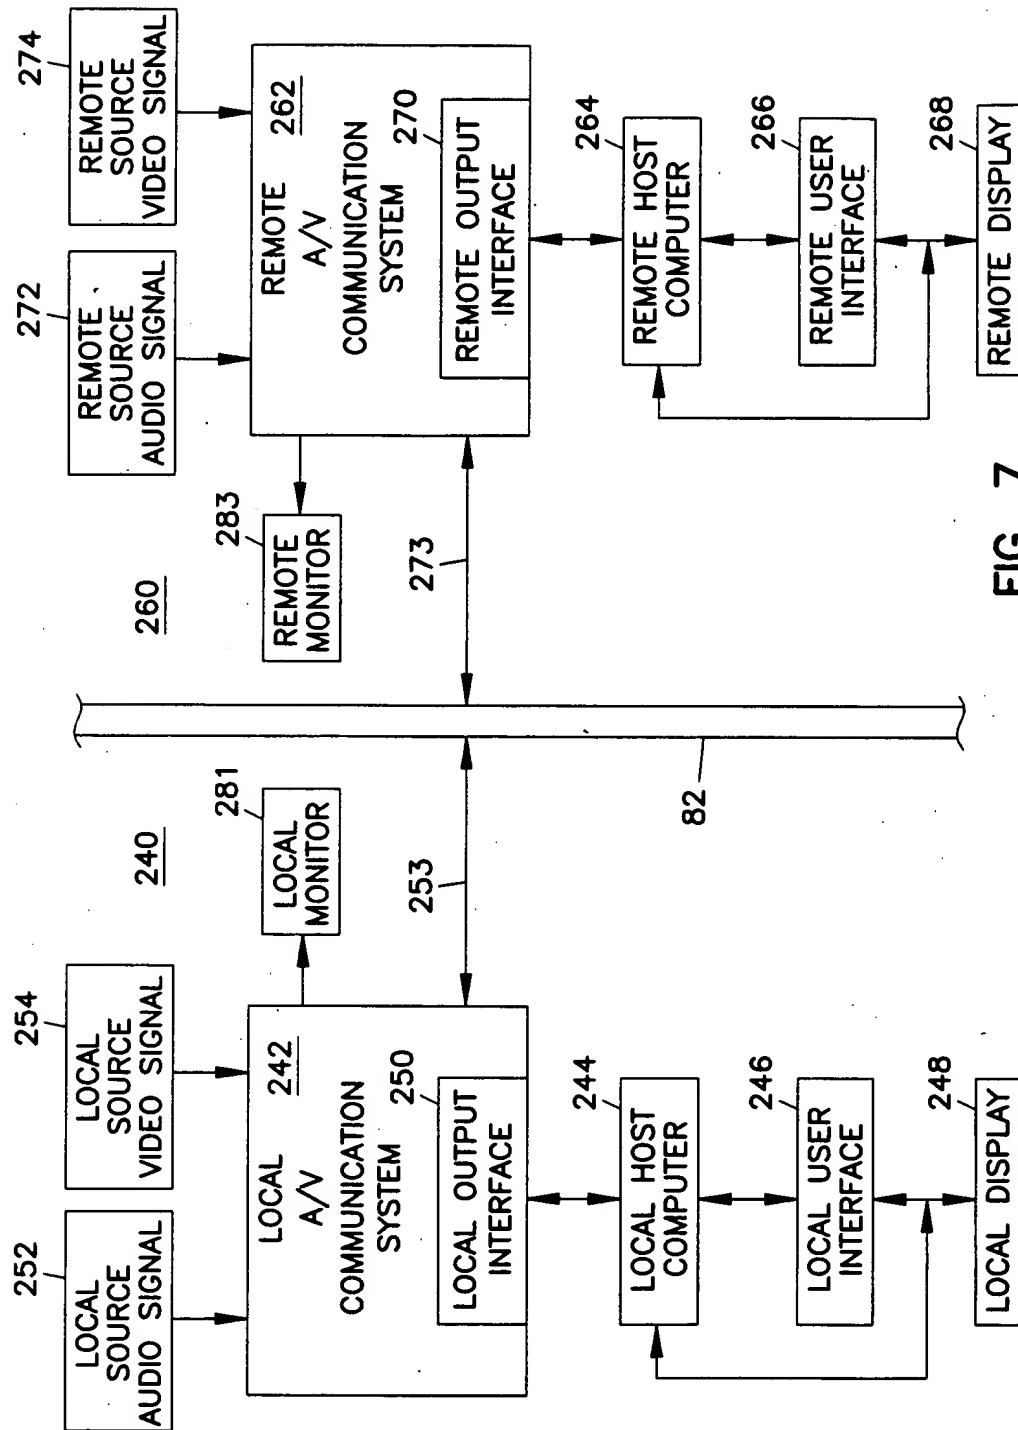 252
LOCAL
SOURCE
AUDIO SIGNAL
254
LOCAL
SOURCE
VIDEO SIGNAL
240
LOCAL
A/V
COMMUNICATION
SYSTEM
242
281
LOCAL
MONITOR
250
LOCAL OUTPUT
INTERFACE
253
244
LOCAL HOST
COMPUTER
246
LOCAL USER
INTERFACE
248
LOCAL DISPLAY
82
272
REMOTE
SOURCE
AUDIO SIGNAL
274
REMOTE
SOURCE
VIDEO SIGNAL
260
283
REMOTE
MONITOR
REMOTE
A/V
COMMUNICATION
SYSTEM
262
270
REMOTE OUTPUT
INTERFACE
273
264
REMOTE HOST
COMPUTER
266
REMOTE USER
INTERFACE
268
REMOTE DISPLAY
FIG. 7